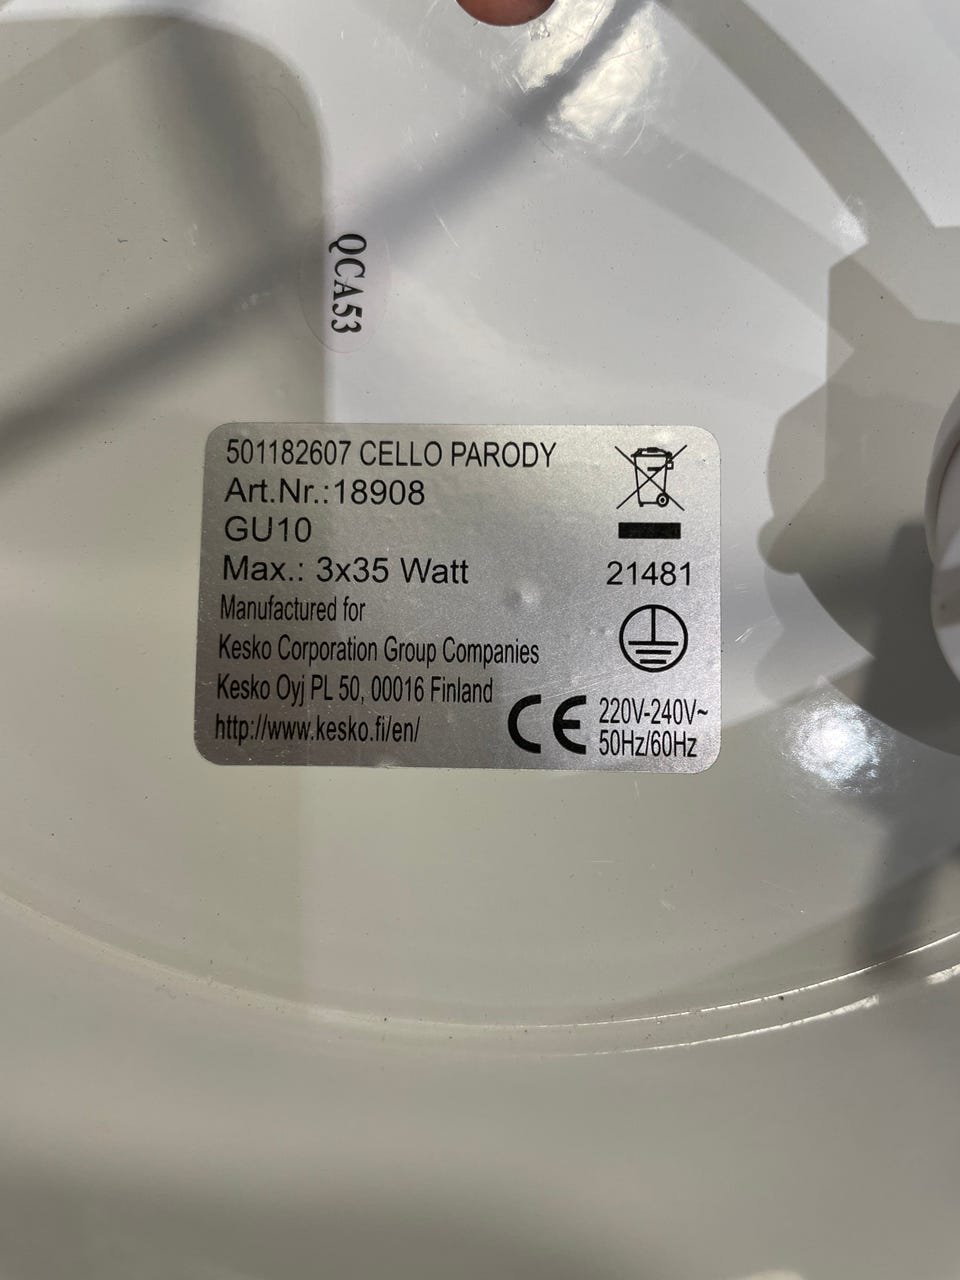 QCA53
501182607 CELLO PARODY
Art.Nr.:18908
GU10
Max.: 3x35 Watt
21481
Manufactured for
Kesko Corporation Group Companies
Kesko Oyj PL 50, 00016 Finland
http://www.kesko.fi/en/
CE
220V-240V~
50Hz/60Hz